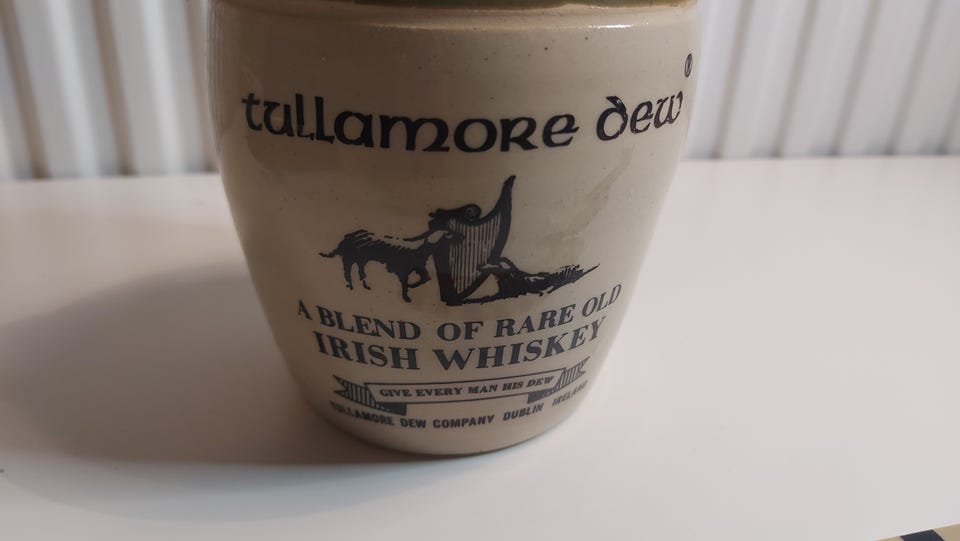 tullamore dew®
A BLEND OF RARE OLD
IRISH WHISKEY
GIVE EVERY MAN HIS DEW
TULLAMORE DEW COMPANY DUBLIN IRELAND